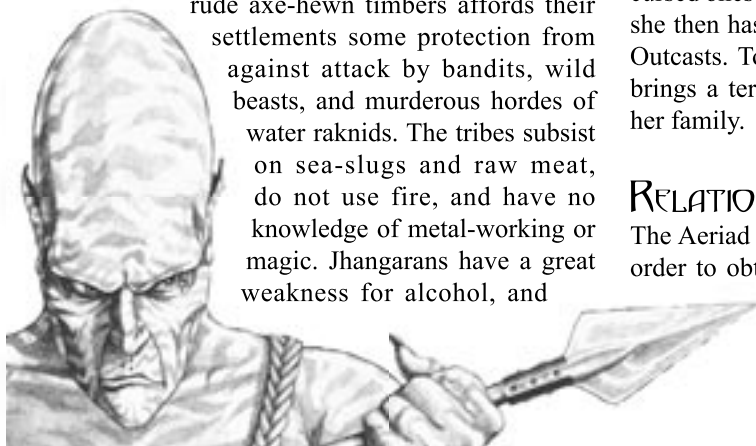 rude axe-hewn timbers affords their
settlements some protection from
against attack by bandits, wild
beasts, and murderous hordes of
water raknids. The tribes subsist
on sea-slugs and raw meat,
do not use fire, and have no
knowledge of metal-working or
magic. Jhangarans have a great
weakness for alcohol, and
she then has
Outcasts. To
brings a ter
her family.
RELATIO
The Aeriad
order to obt